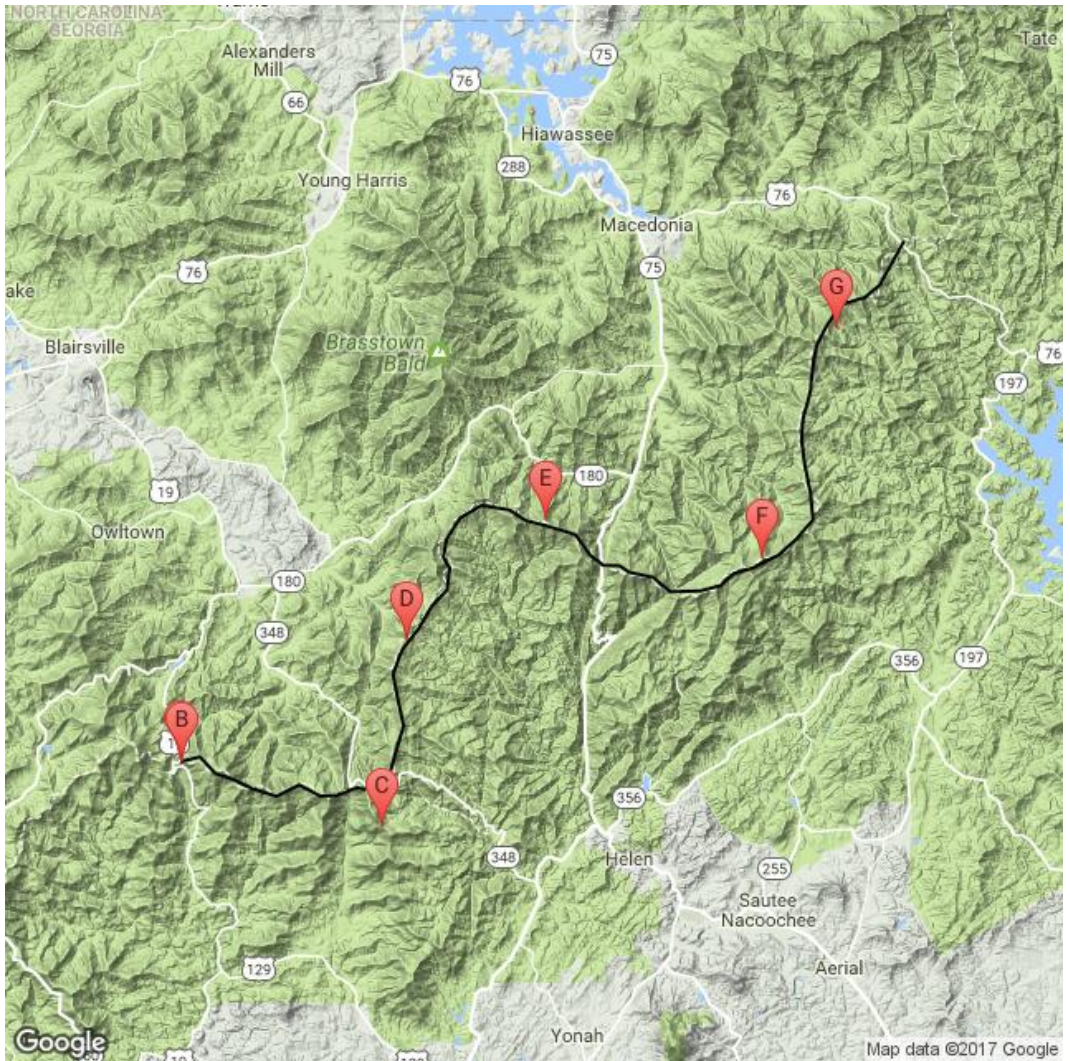 NORTH CAROLINA
GEORGIA
Alexanders
Mill
66
76
75
Tate
Hiawassee
288
Young Harris
76
Macedonia
75
76
ake
Blairsville
Brasstown
Bald
G
76
197
19
Owltown
E
180
F
180
D
348
356
197
B
C
356
348
Helen
255
Sautee
Nacoochee
129
Aerial
Yonah
19
Google
Map data ©2017 Google